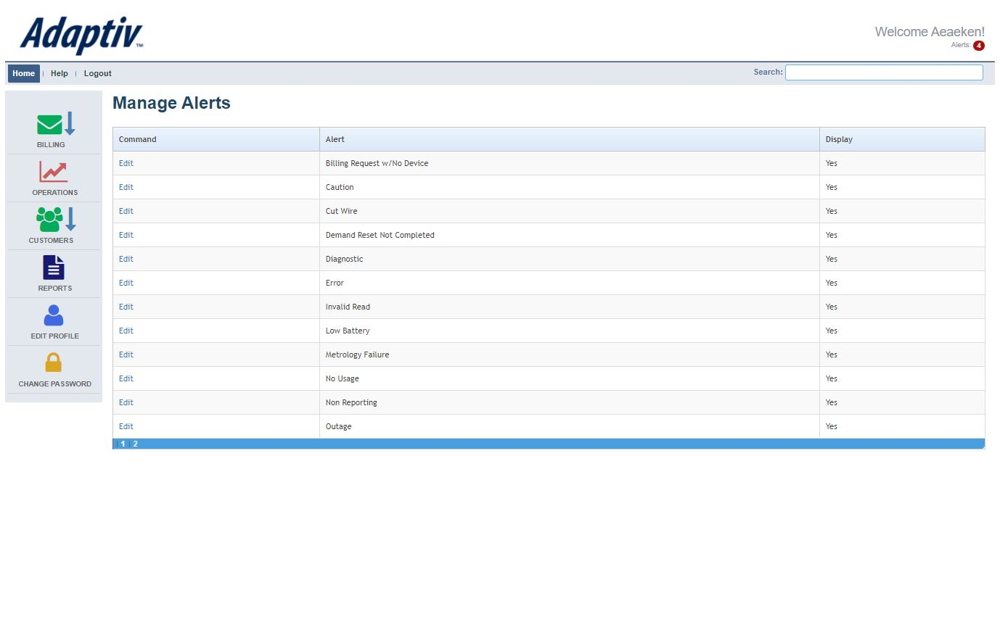 Adaptiv™
Welcome Aeaeken!
Alerts: 4
Home | Help | Logout
Search:
BILLING
OPERATIONS
CUSTOMERS
REPORTS
EDIT PROFILE
CHANGE PASSWORD
Manage Alerts
Command Alert Display
Edit Billing Request w/No Device Yes
Edit Caution Yes
Edit Cut Wire Yes
Edit Demand Reset Not Completed Yes
Edit Diagnostic Yes
Edit Error Yes
Edit Invalid Read Yes
Edit Low Battery Yes
Edit Metrology Failure Yes
Edit No Usage Yes
Edit Non Reporting Yes
Edit Outage Yes
| 1 | 2